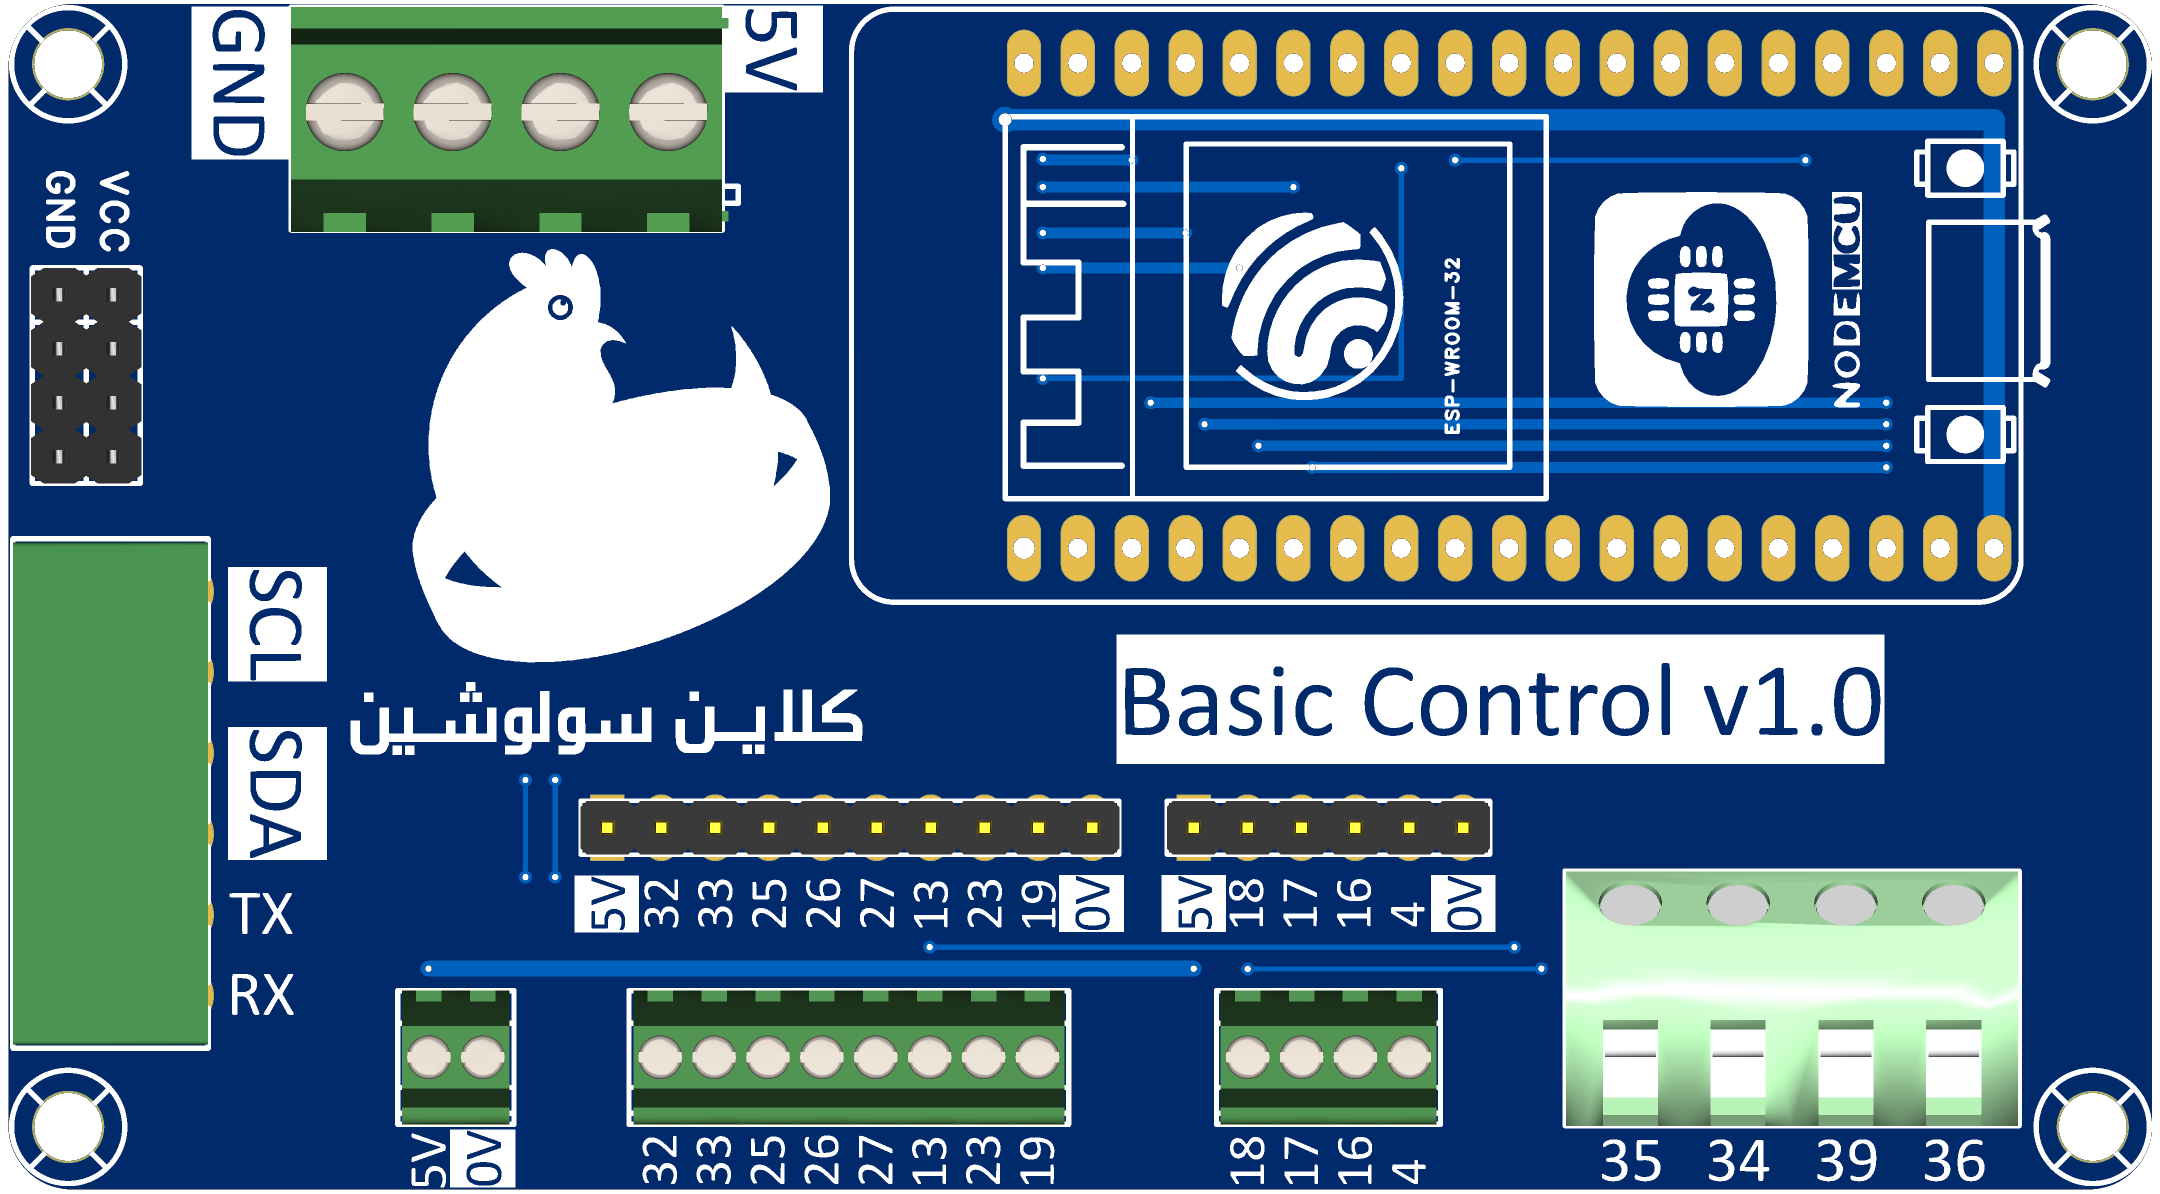 GND
5V
GND
VCC
ESP-WROOM-32
N
NODEMCU
SCL
SDA
TX
RX
کلاین سولوشین
Basic Control v1.0
5V 32 33 25 26 27 13 23 19 0V
5V 18 17 16 4 0V
5V 0V
32 33 25 26 27 13 23 19
18 17 16 4
35 34 39 36